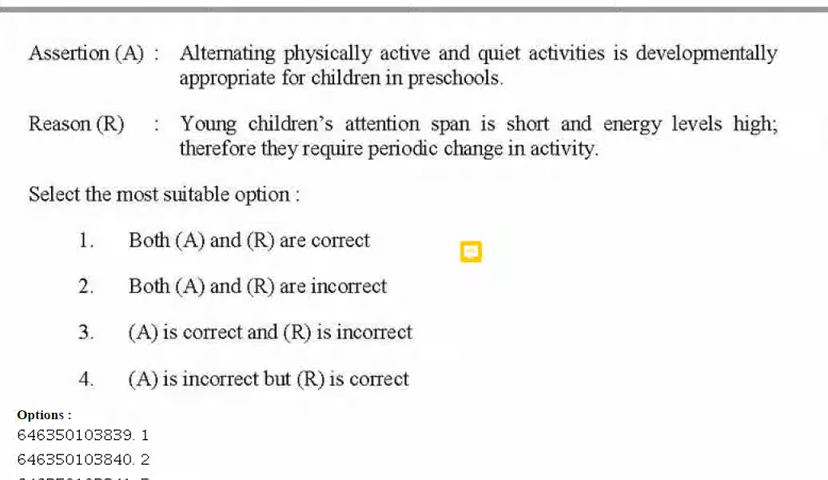 Assertion (A) : Alternating physically active and quiet activities is developmentally
appropriate for children in preschools.
Reason (R) : Young children's attention span is short and energy levels high;
therefore they require periodic change in activity.
Select the most suitable option :
1. Both (A) and (R) are correct
2. Both (A) and (R) are incorrect
3. (A) is correct and (R) is incorrect
4. (A) is incorrect but (R) is correct
Options :
646350103839. 1
646350103840. 2